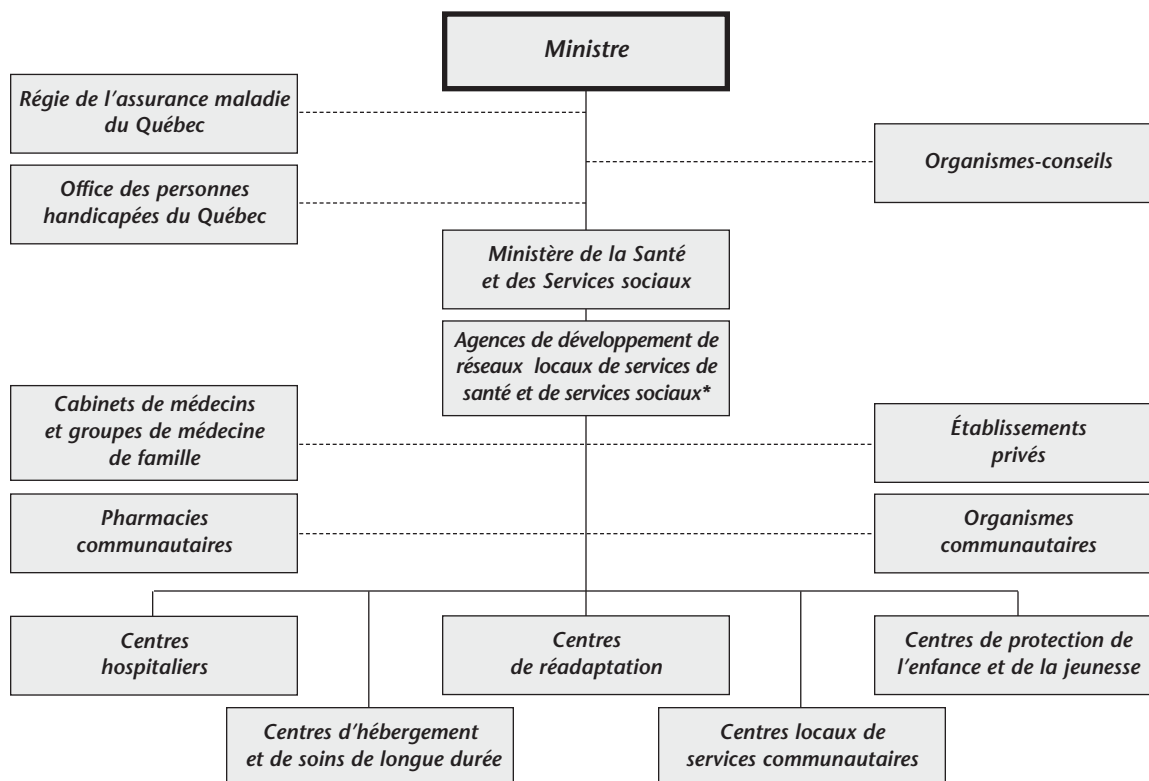 Ministre
Régie de l'assurance maladie
du Québec
Organismes-conseils
Office des personnes
handicapées du Québec
Ministère de la Santé
et des Services sociaux
Agences de développement de
réseaux locaux de services de
santé et de services sociaux*
Cabinets de médecins
et groupes de médecine
de famille
Établissements
privés
Pharmacies
communautaires
Organismes
communautaires
Centres
hospitaliers
Centres
de réadaptation
Centres de protection de
l'enfance et de la jeunesse
Centres d'hébergement
et de soins de longue durée
Centres locaux de
services communautaires